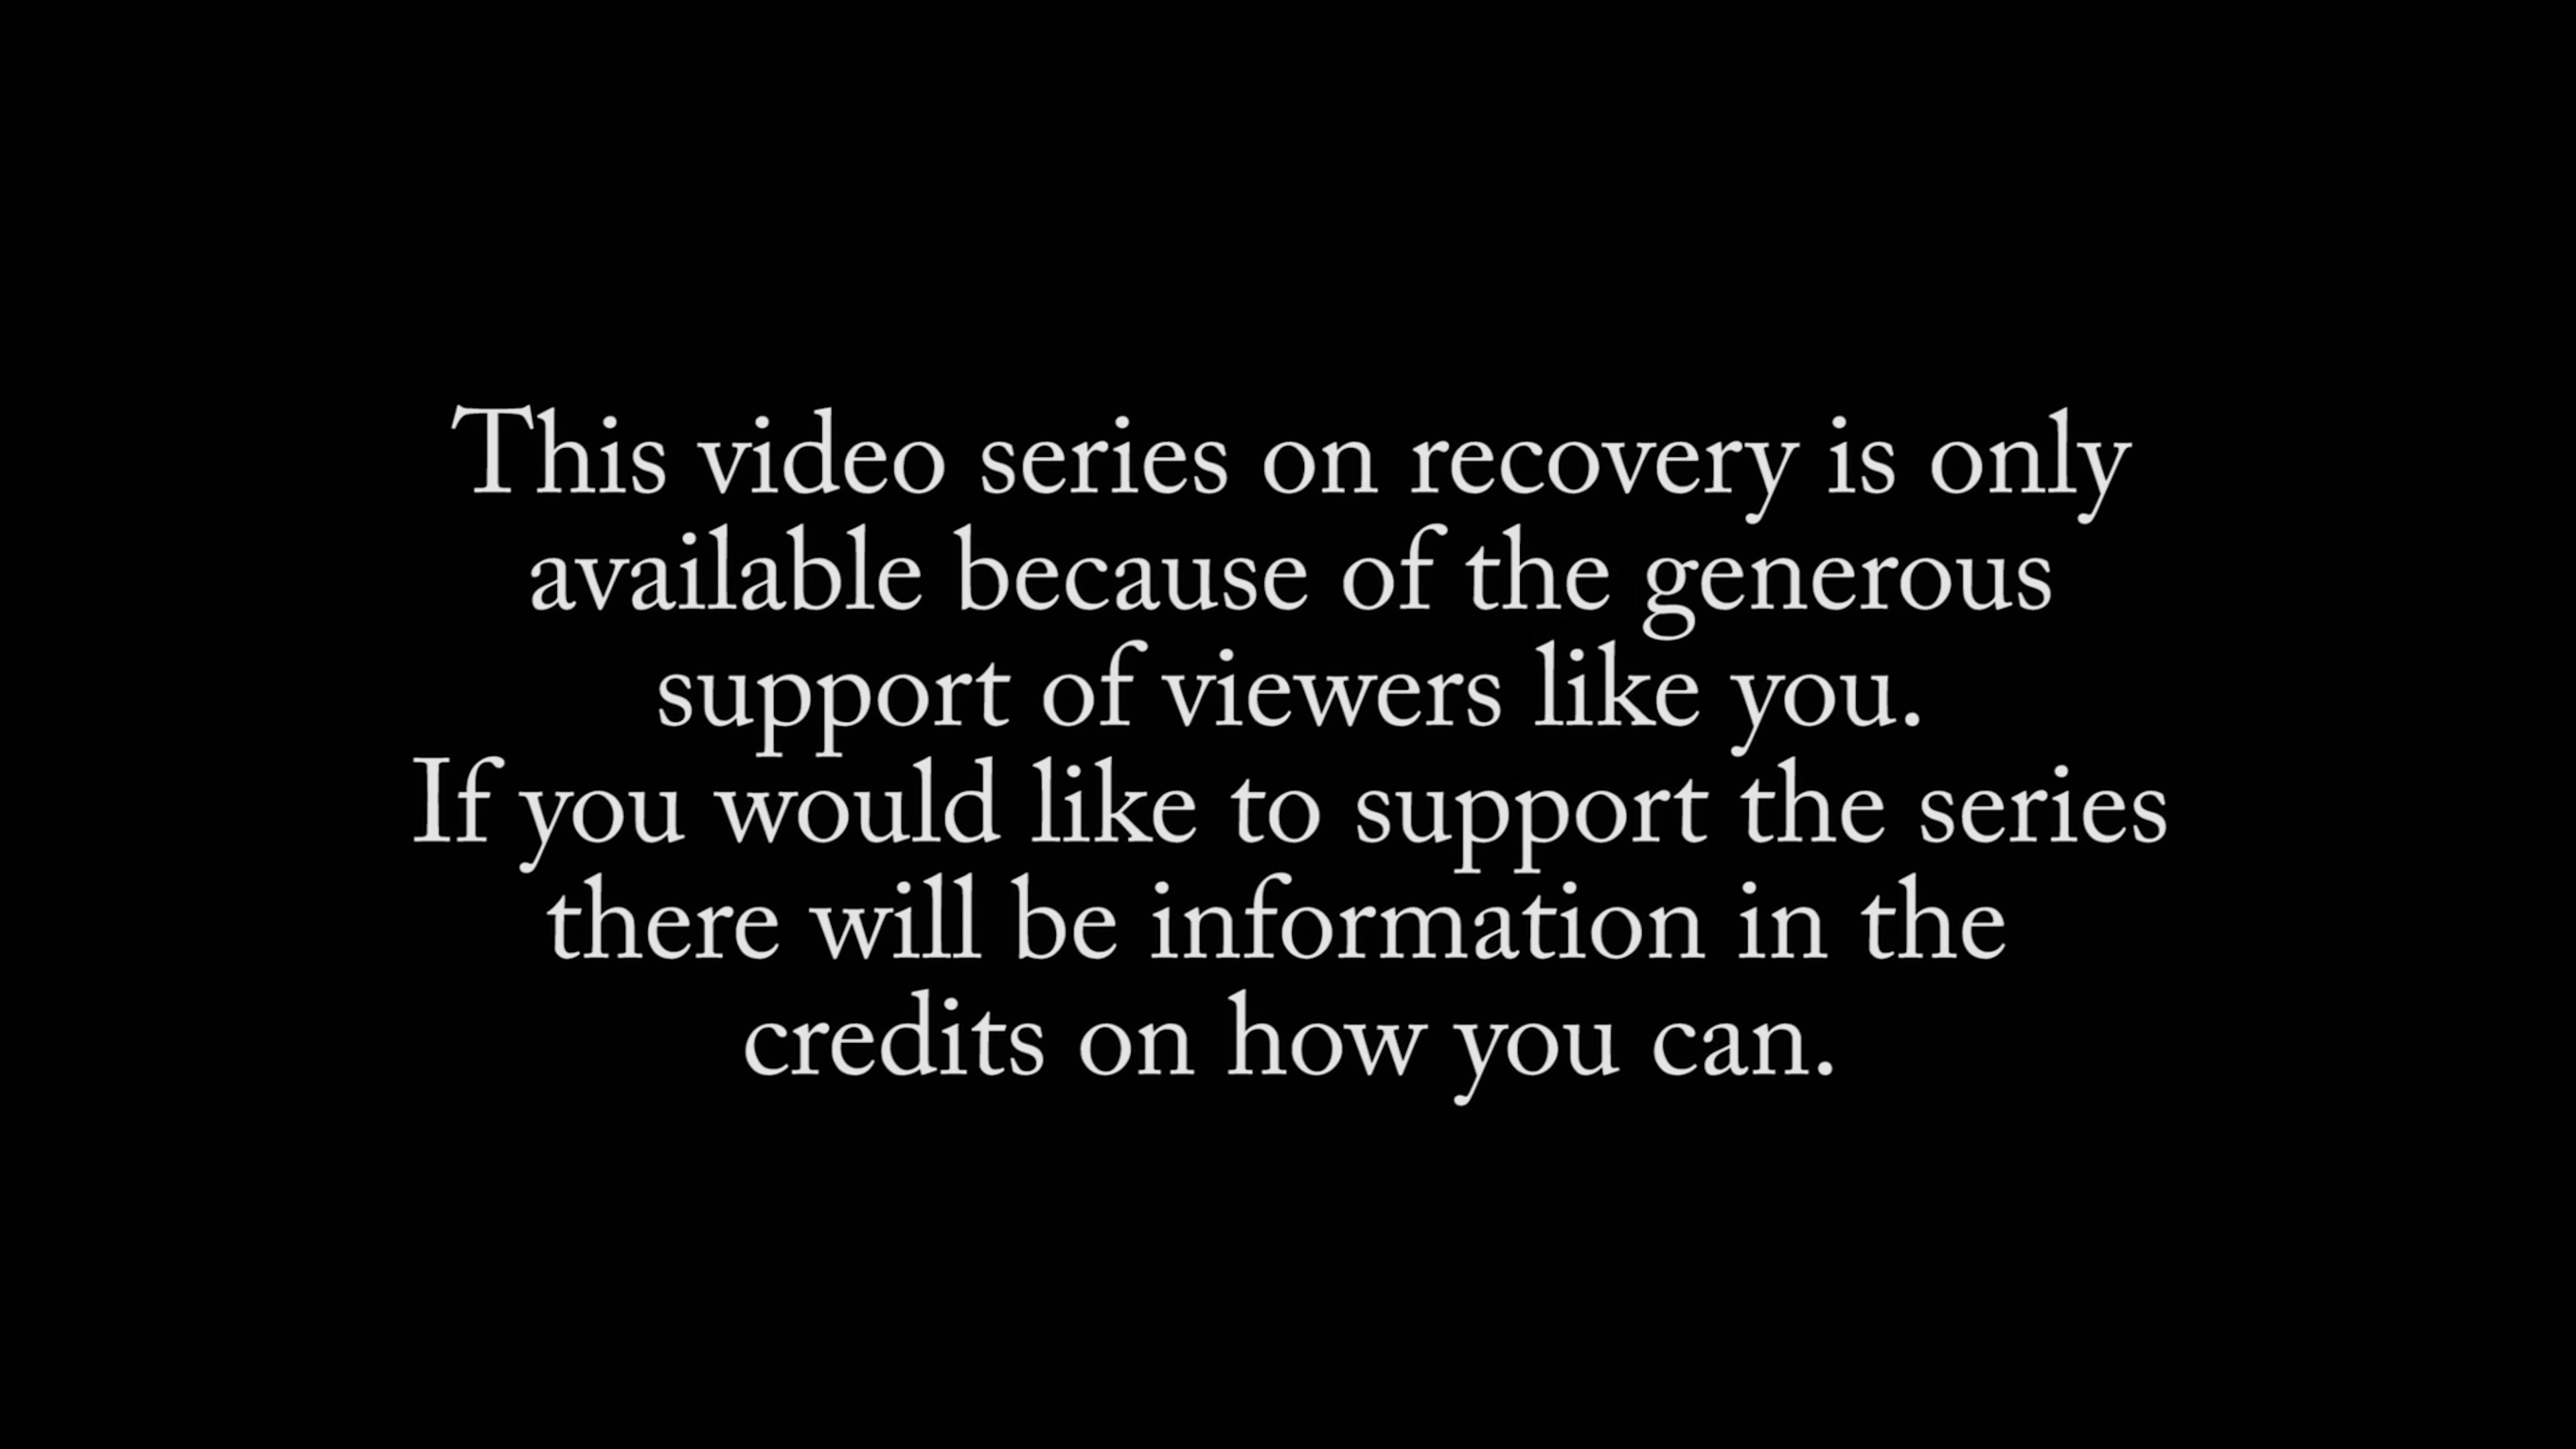 This video series on recovery is only
available because of the generous
support of viewers like you.
If you would like to support the series
there will be information in the
credits on how you can.